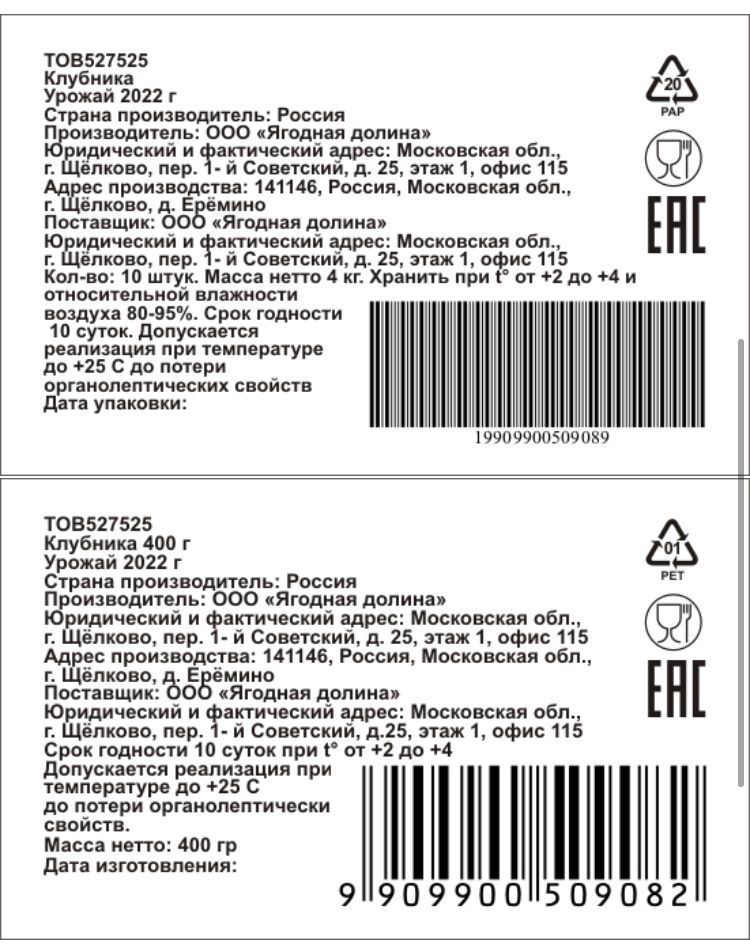 ТОВ527525
Клубника
Урожай 2022 г
Страна производитель: Россия
Производитель: ООО «Ягодная долина»
Юридический и фактический адрес: Московская обл.,
г. Щёлково, пер. 1- й Советский, д. 25, этаж 1, офис 115
Адрес производства: 141146, Россия, Московская обл.,
г. Щёлково, д. Ерёмино
Поставщик: ООО «Ягодная долина»
Юридический и фактический адрес: Московская обл.,
г. Щёлково, пер. 1- й Советский, д. 25, этаж 1, офис 115
Кол-во: 10 штук. Масса нетто 4 кг. Хранить при t° от +2 до +4 и
относительной влажности
воздуха 80-95%. Срок годности
10 суток. Допускается
реализация при температуре
до +25 С до потери
органолептических свойств
Дата упаковки:
20
PAP
EAC
19909900509089
ТОВ527525
Клубника 400 г
Урожай 2022 г
Страна производитель: Россия
Производитель: ООО «Ягодная долина»
Юридический и фактический адрес: Московская обл.,
г. Щёлково, пер. 1- й Советский, д. 25, этаж 1, офис 115
Адрес производства: 141146, Россия, Московская обл.,
г. Щёлково, д. Ерёмино
Поставщик: ООО «Ягодная долина»
Юридический и фактический адрес: Московская обл.,
г. Щёлково, пер. 1- й Советский, д.25, этаж 1, офис 115
Срок годности 10 суток при t° от +2 до +4
Допускается реализация при
температуре до +25 С
до потери органолептически
свойств.
Масса нетто: 400 гр
Дата изготовления:
01
PET
EAC
9 909900 509082